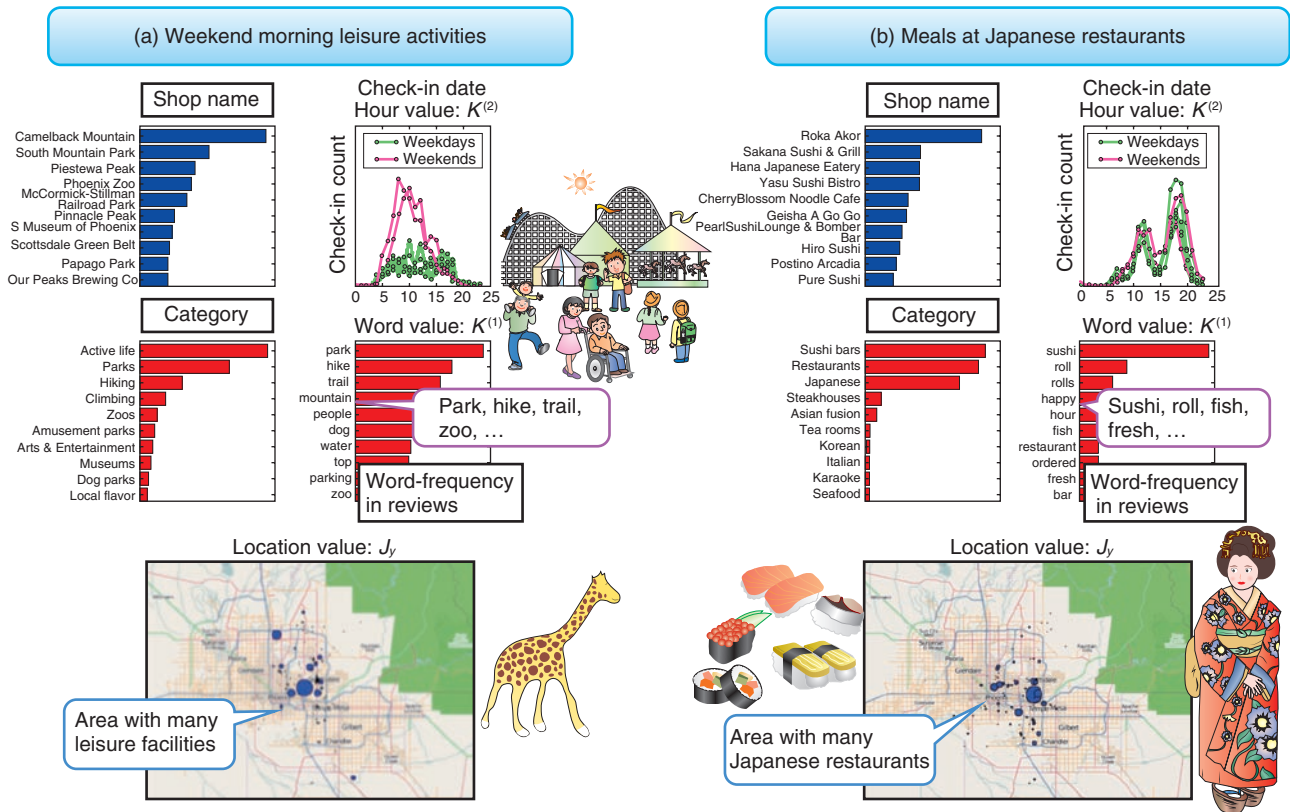 (a) Weekend morning leisure activities
Shop name
Camelback Mountain
South Mountain Park
Piestewa Peak
Phoenix Zoo
McCormick-Stillman
Railroad Park
Pinnacle Peak
S Museum of Phoenix
Scottsdale Green Belt
Papago Park
Our Peaks Brewing Co
Check-in date
Hour value: K(2)
Check-in count
Weekdays
Weekends
0 5 10 15 20 25
Category
Active life
Parks
Hiking
Climbing
Zoos
Amusement parks
Arts & Entertainment
Museums
Dog parks
Local flavor
Word value: K(1)
park
hike
trail
mountain
people
dog
water
top
parking
zoo
Park, hike, trail,
zoo, …
Word-frequency
in reviews
Location value: Jy
Peoria
Glendale
Gilbert
Chandler
Area with many
leisure facilities
(b) Meals at Japanese restaurants
Shop name
Roka Akor
Sakana Sushi & Grill
Hana Japanese Eatery
Yasu Sushi Bistro
CherryBlossom Noodle Cafe
Geisha A Go Go
PearlSushiLounge & Bomber
Bar
Hiro Sushi
Postino Arcadia
Pure Sushi
Check-in date
Hour value: K(2)
Check-in count
Weekdays
Weekends
0 5 10 15 20 25
Category
Sushi bars
Restaurants
Japanese
Steakhouses
Asian fusion
Tea rooms
Korean
Italian
Karaoke
Seafood
Word value: K(1)
sushi
roll
rolls
happy
hour
fish
restaurant
ordered
fresh
bar
Sushi, roll, fish,
fresh, …
Word-frequency
in reviews
Location value: Jy
Peoria
Glendale
Gilbert
Chandler
Area with many
Japanese restaurants